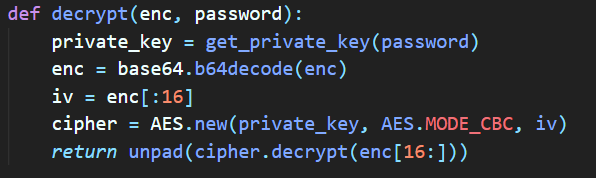 def decrypt(enc, password):
    private_key = get_private_key(password)
    enc = base64.b64decode(enc)
    iv = enc[:16]
    cipher = AES.new(private_key, AES.MODE_CBC, iv)
    return unpad(cipher.decrypt(enc[16:]))